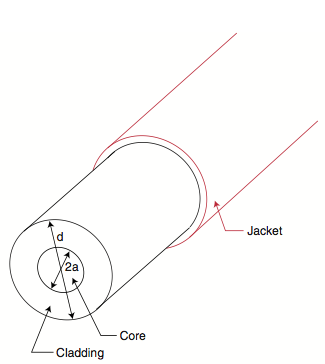 Jacket
d
2a
Core
Cladding